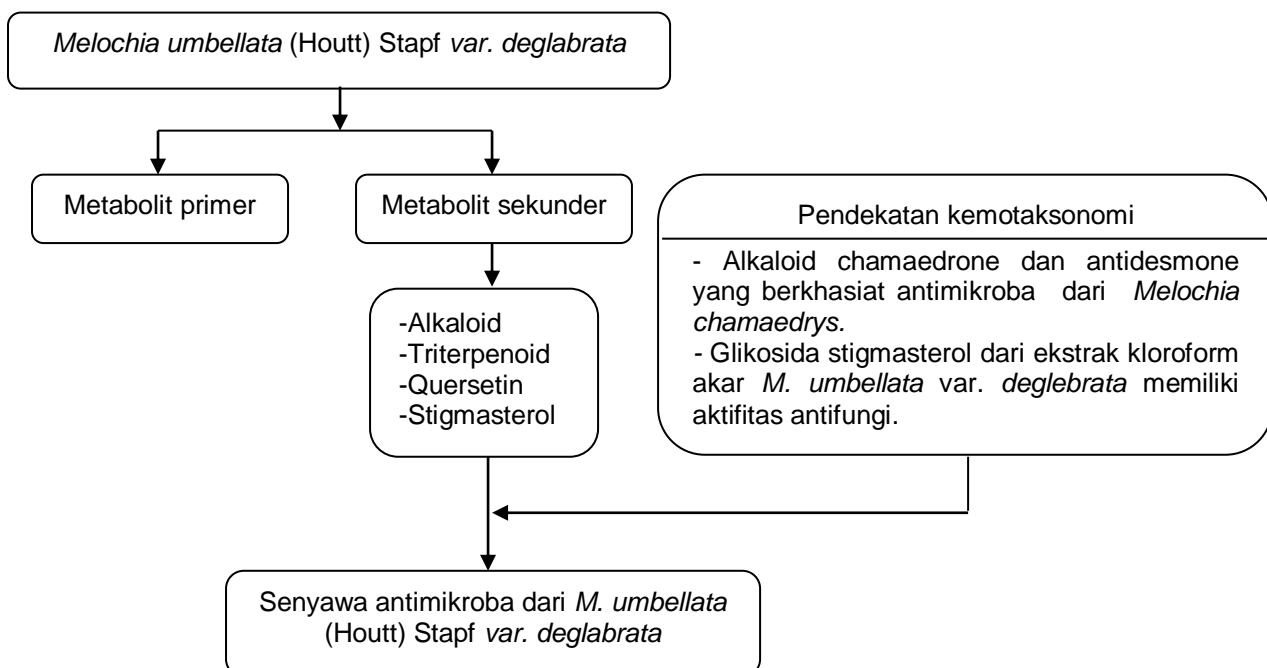 Melochia umbellata (Houtt) Stapf var. deglabrata
Metabolit primer
Metabolit sekunder
-Alkaloid
-Triterpenoid
-Quersetin
-Stigmasterol
Pendekatan kemotaksonomi
- Alkaloid chamaedrone dan antidesmone
yang berkhasiat antimikroba dari Melochia
chamaedrys.
- Glikosida stigmasterol dari ekstrak kloroform
akar M. umbellata var. deglebrata memiliki
aktifitas antifungi.
Senyawa antimikroba dari M. umbellata
(Houtt) Stapf var. deglabrata